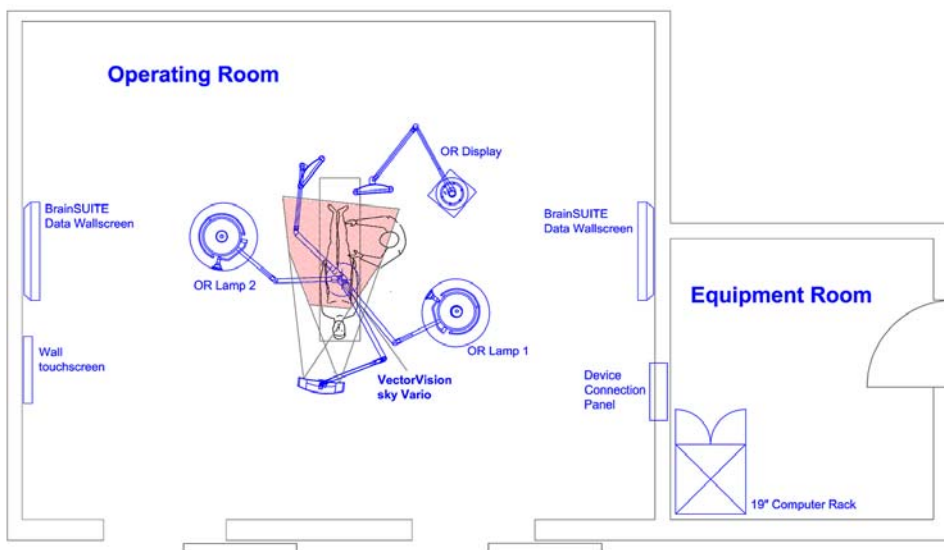 Operating Room
OR Display
BrainSUITE
Data Wallscreen
BrainSUITE
Data Wallscreen
OR Lamp 2
Equipment Room
Wall
touchscreen
OR Lamp 1
VectorVision
sky Vario
Device
Connection
Panel
19" Computer Rack